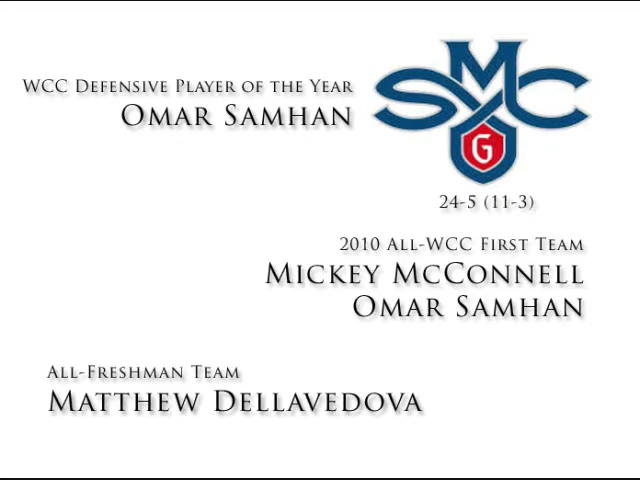 WCC Defensive Player of the Year
Omar Samhan
SMC
G
24-5 (11-3)
2010 All-WCC First Team
Mickey McConnell
Omar Samhan
All-Freshman Team
Matthew Dellavedova